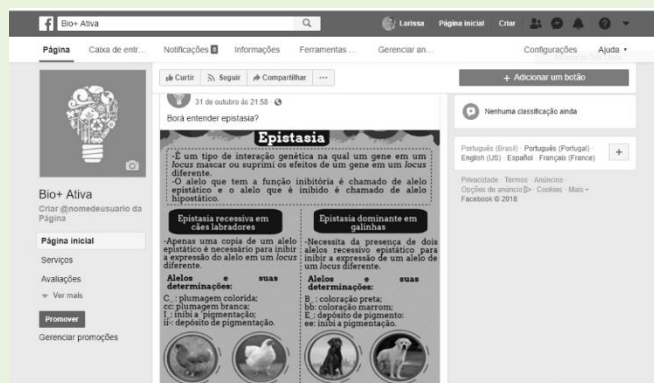 Bio+ Ativa
Larissa
Página inicial
Criar
Página
Caixa de entr...
Notificações 8
Informações
Ferramentas ...
Gerenciar an...
Configurações
Ajuda
Curtir
Seguir
Compartilhar
...
+ Adicionar um botão
31 de outubro às 21:58
Borá entender epistasia?
Epistasia
-É um tipo de interação genética na qual um gene em um
locus mascar ou suprimi os efeitos de um gene em um locus
diferente.
-O alelo que tem a função inibitória é chamado de alelo
epistático e o alelo que é inibido é chamado de alelo
hipostático.
Epistasia recessiva em
cães labradores
-Apenas uma copia de um alelo
epistático é necessário para inibir
a expressão do alelo em um locus
diferente.
Alelos e suas
determinações:
C_: plumagem colorida;
cc: plumagem branca;
I_: inibi a pigmentação;
ii: depósito de pigmentação.
Epistasia dominante em
galinhas
-Necessita da presença de dois
alelos recessivo epistático para
inibir a expressão de um alelo de
um locus diferente.
Alelos e suas
determinações:
B_: coloração preta;
bb: coloração marrom;
E_: depósito de pigmento:
ee: inibi a pigmentação.
Bio+ Ativa
Criar @nomedeusuario da
Página
Página inicial
Serviços
Avaliações
Ver mais
Promover
Gerenciar promoções
Nenhuma classificação ainda
Português (Brasil) · Português (Portugal) ·
English (US) · Español · Français (France)
+
Privacidade · Termos · Anúncios ·
Opções de anúncio · Cookies · Mais
Facebook © 2018